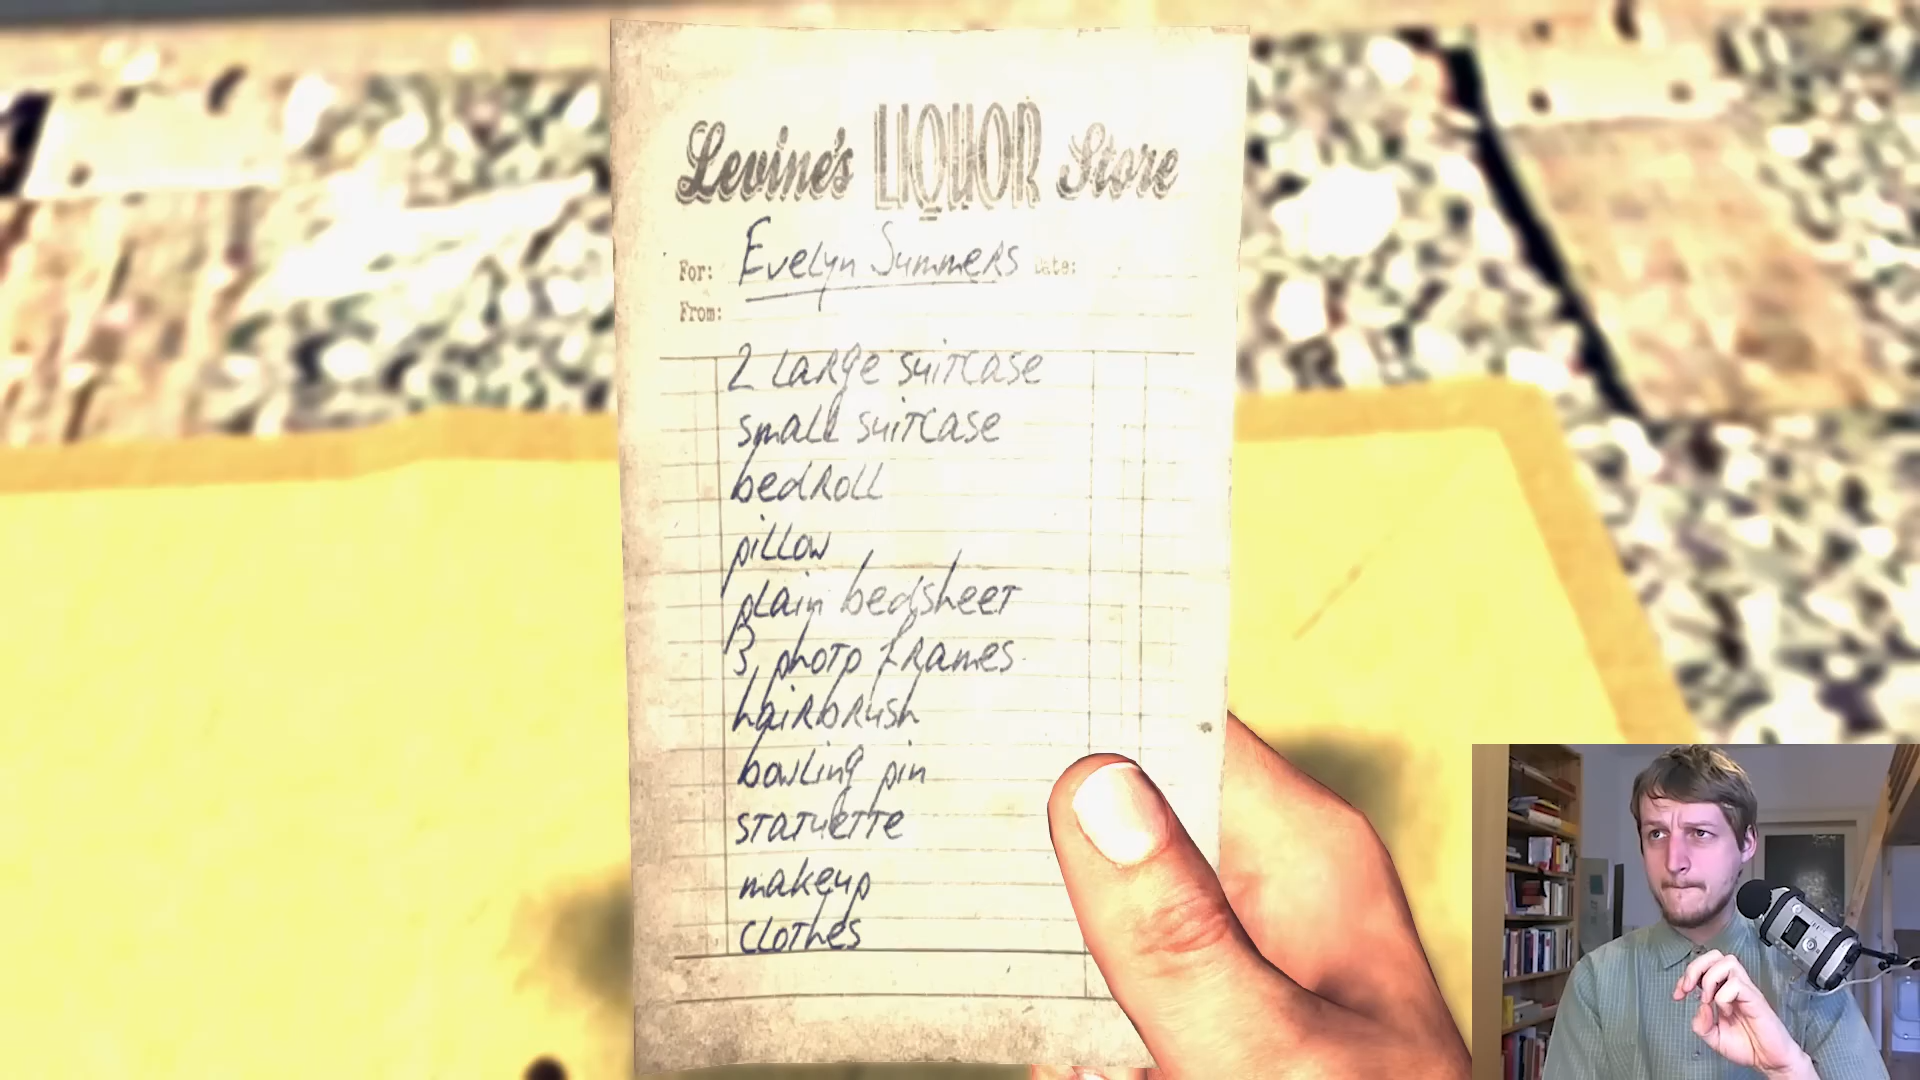 Levine's LIQUOR Store
For: Evelyn Summers Date:
From:
2 Large suitcase
small suitcase
bedroll
pillow
plain bedsheet
3 photo frames
hairbrush
bowling pin
statuette
makeup
clothes